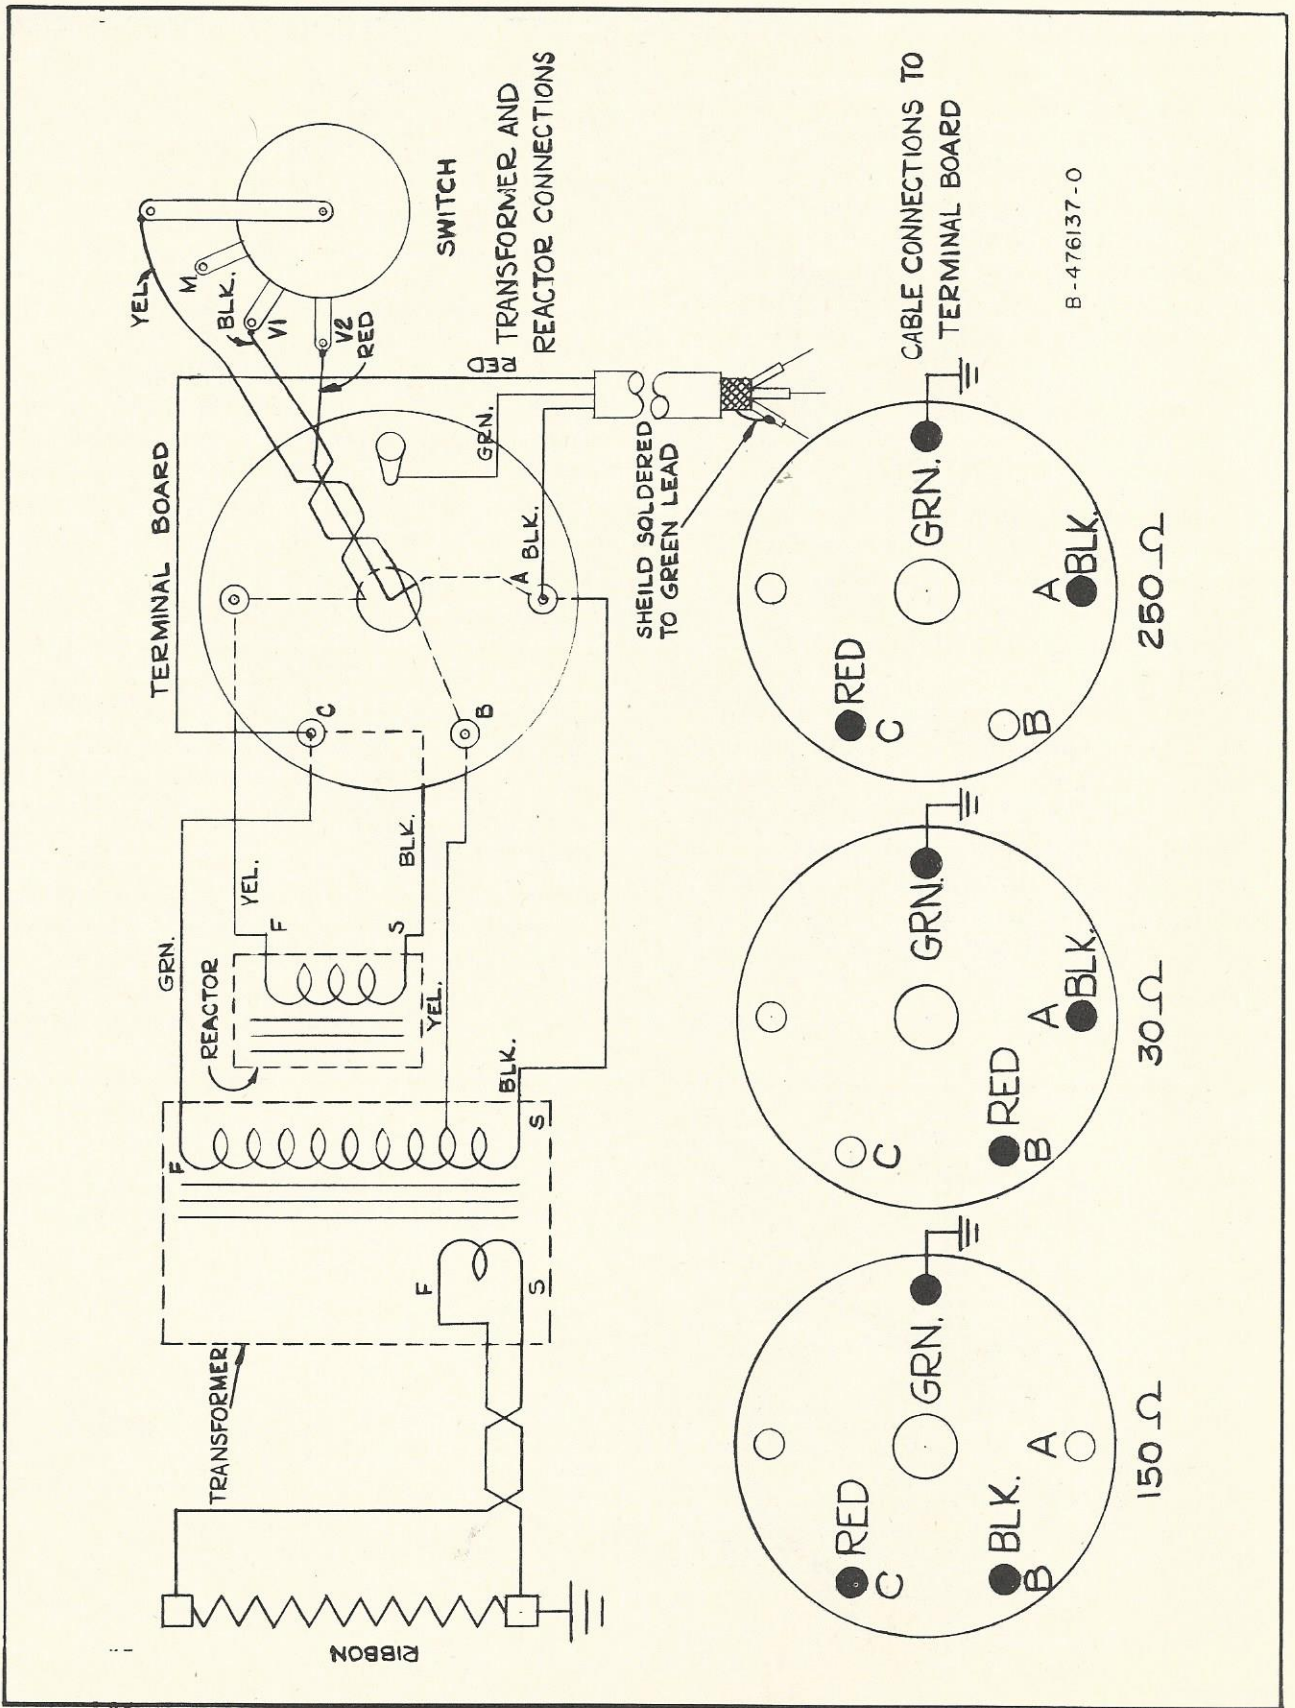 RIBBON
TRANSFORMER
F
S
F
S
REACTOR
GRN.
YEL.
F
S
BLK.
YEL.
BLK.
TERMINAL BOARD
C
B
A
BLK.
GRN.
RED
YEL.
M
BLK.
V1
V2
RED
SWITCH
TRANSFORMER AND
REACTOR CONNECTIONS
SHEILD SOLDERED
TO GREEN LEAD
RED
C
BLK.
B
GRN.
A
150 Ω
C
RED
B
GRN.
A
BLK.
30 Ω
RED
C
B
GRN.
A
BLK.
250 Ω
CABLE CONNECTIONS TO
TERMINAL BOARD
B-476137-0